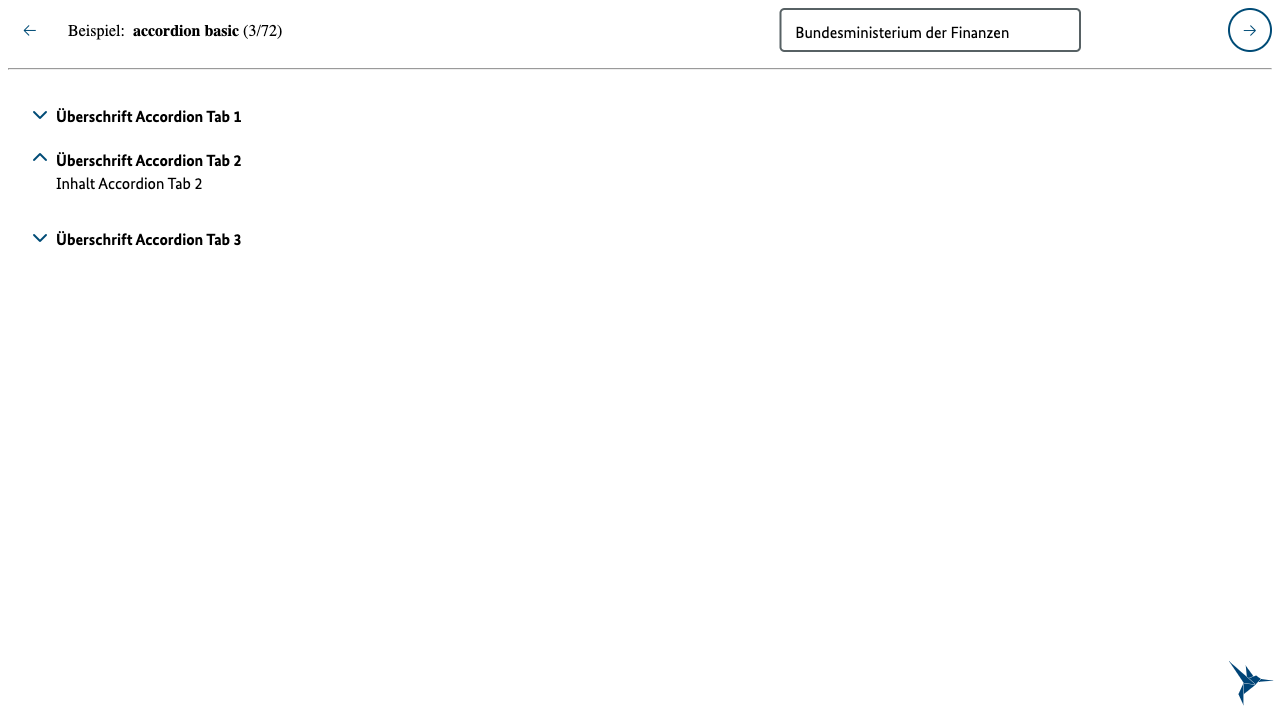 Beispiel: accordion basic (3/72)
Bundesministerium der Finanzen
Überschrift Accordion Tab 1
Überschrift Accordion Tab 2
Inhalt Accordion Tab 2
Überschrift Accordion Tab 3